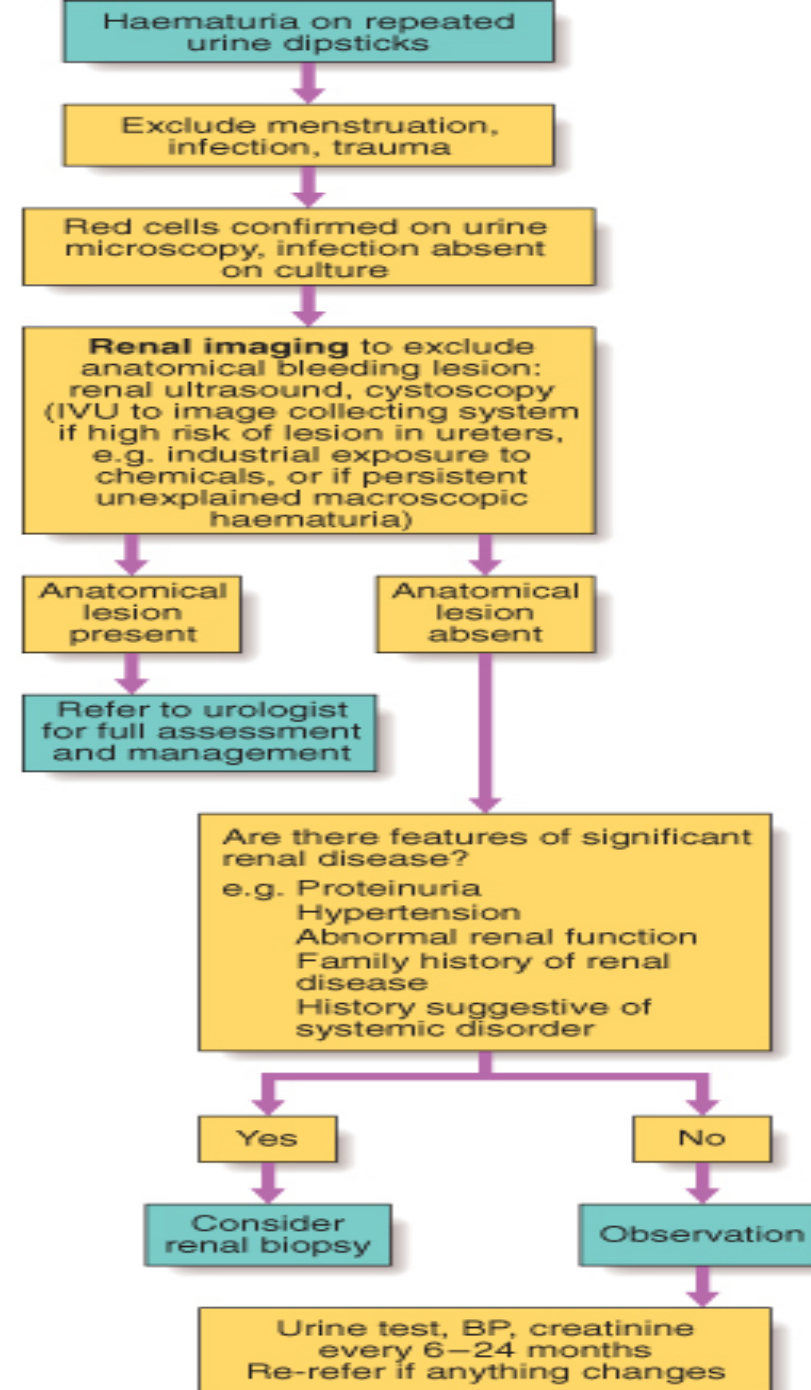 Haematuria on repeated
urine dipsticks
Exclude menstruation,
infection, trauma
Red cells confirmed on urine
microscopy, infection absent
on culture
Renal imaging to exclude
anatomical bleeding lesion:
renal ultrasound, cystoscopy
(IVU to image collecting system
if high risk of lesion in ureters,
e.g. industrial exposure to
chemicals, or if persistent
unexplained macroscopic
haematuria)
Anatomical
lesion
present
Anatomical
lesion
absent
Refer to urologist
for full assessment
and management
Are there features of significant
renal disease?
e.g. Proteinuria
Hypertension
Abnormal renal function
Family history of renal
disease
History suggestive of
systemic disorder
Yes
No
Consider
renal biopsy
Observation
Urine test, BP, creatinine
every 6–24 months
Re-refer if anything changes